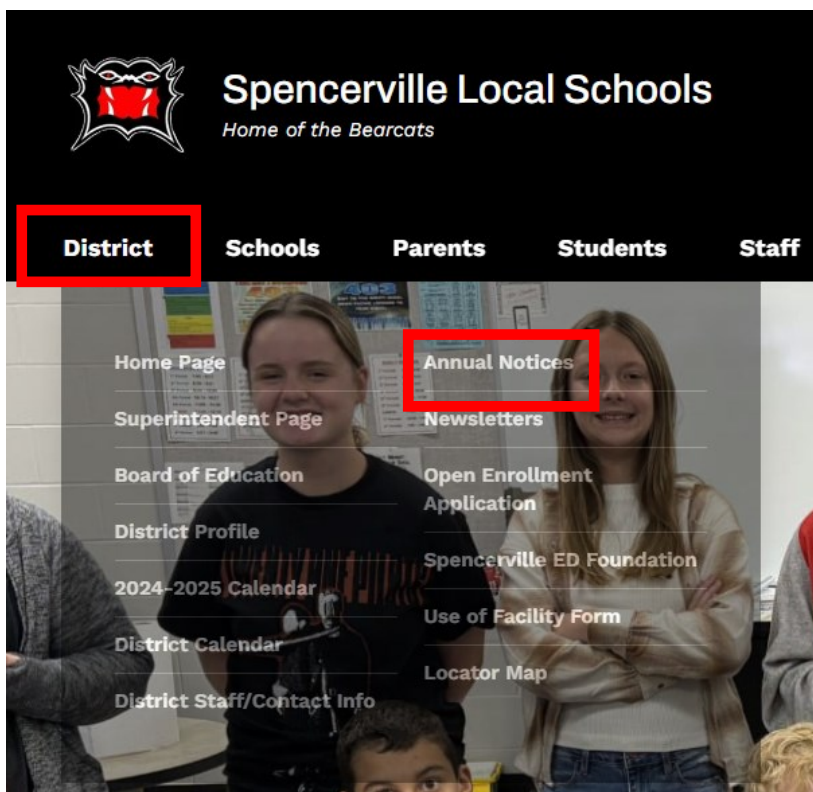 Spencerville Local Schools
Home of the Bearcats
District
Schools
Parents
Students
Staff
Home Page
Superintendent Page
Board of Education
District Profile
2024-2025 Calendar
District Calendar
District Staff/Contact Info
Annual Notices
Newsletters
Open Enrollment
Application
Spencerville ED Foundation
Use of Facility Form
Locator Map
403